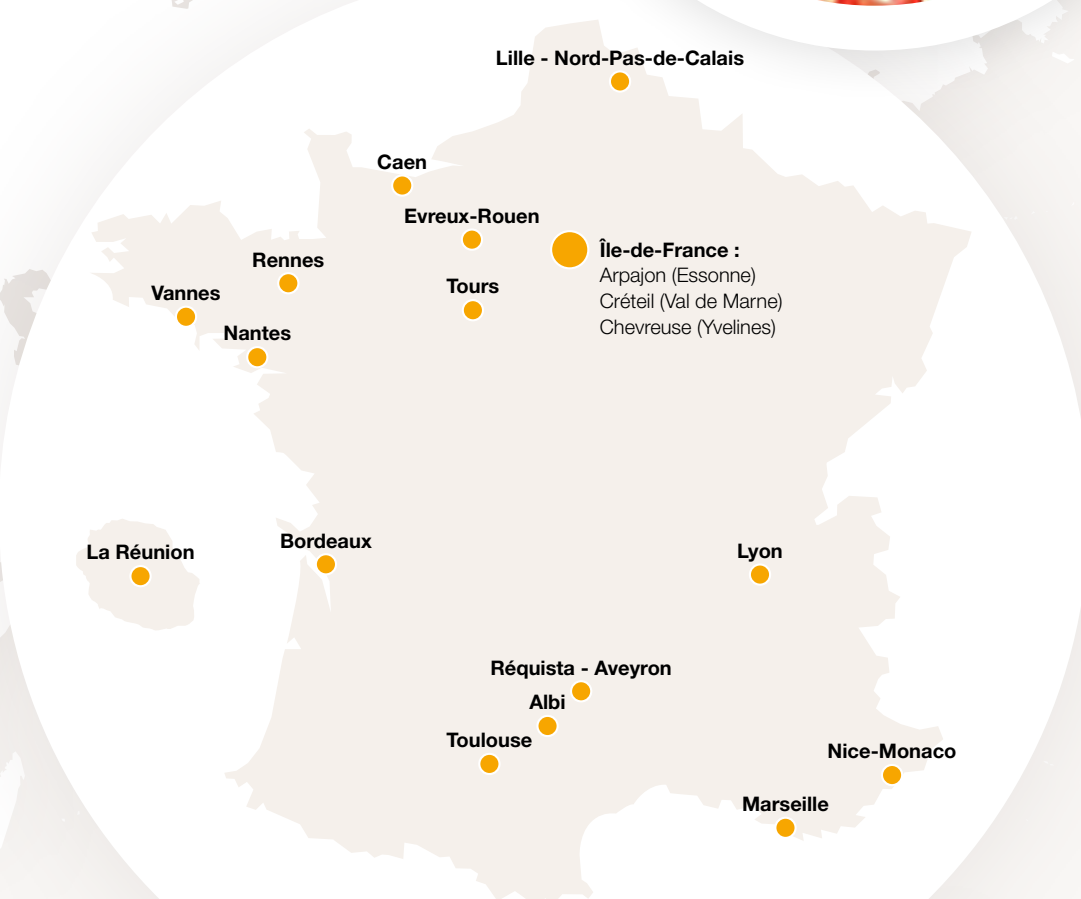 Lille - Nord-Pas-de-Calais
Caen
Evreux-Rouen
Île-de-France :
Arpajon (Essonne)
Créteil (Val de Marne)
Chevreuse (Yvelines)
Rennes
Tours
Vannes
Nantes
Bordeaux
La Réunion
Lyon
Réquista - Aveyron
Albi
Toulouse
Nice-Monaco
Marseille